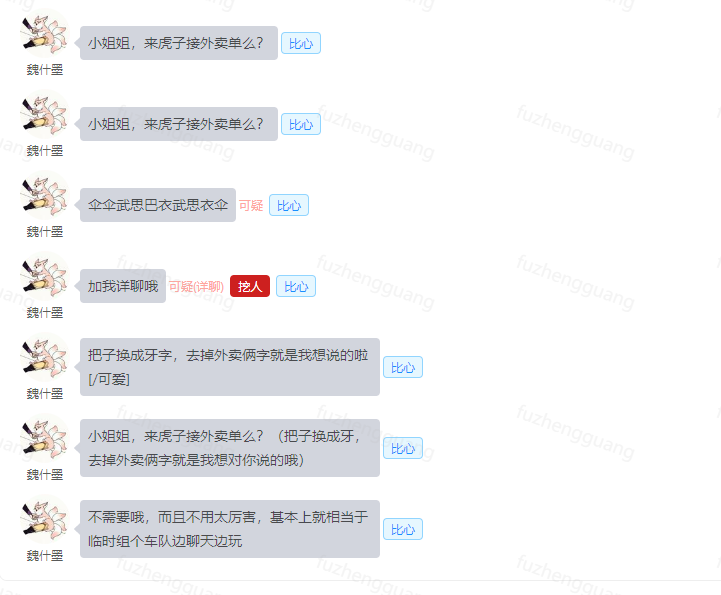 小姐姐，来虎子接外卖单么？ 比心
魏什墨
小姐姐，来虎子接外卖单么？ 比心
魏什墨
伞伞武思巴衣武思衣伞 可疑 比心
魏什墨
加我详聊哦 可疑(详聊) 挖人 比心
魏什墨
把子换成牙字，去掉外卖俩字就是我想说的啦
[/可爱]
比心
魏什墨
小姐姐，来虎子接外卖单么？（把子换成牙，
去掉外卖俩字就是我想对你说的哦）
比心
魏什墨
不需要哦，而且不用太厉害，基本上就相当于
临时组个车队边聊天边玩
比心
魏什墨
fuzhengguang